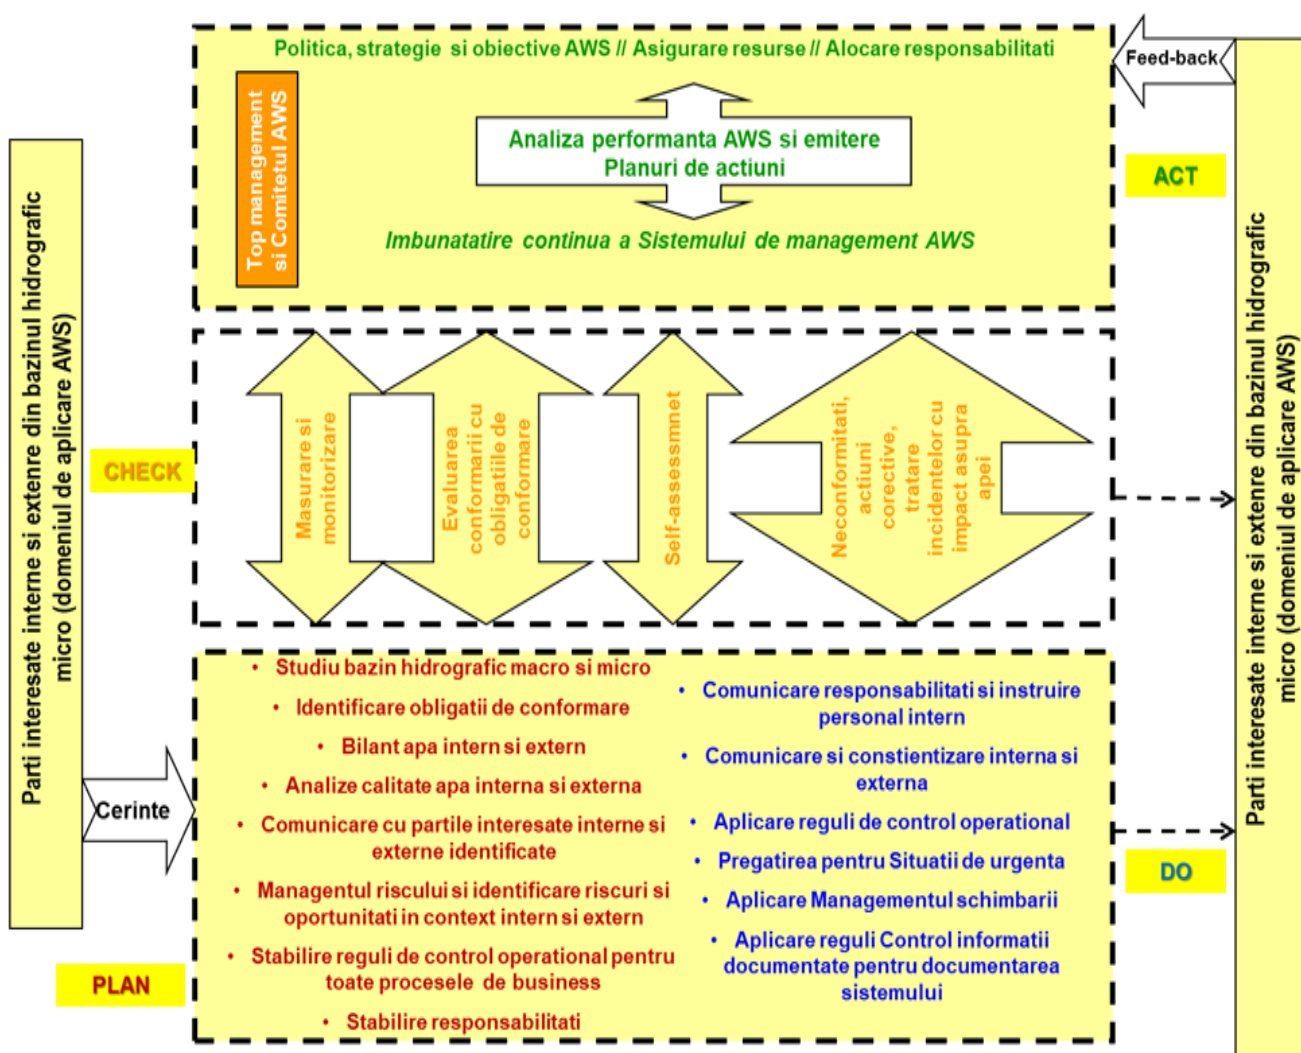 Politica, strategie si obiective AWS // Asigurare resurse // Alocare responsabilitati
Feed-back
Top management
si Comitetul AWS
Analiza performanta AWS si emitere
Planuri de actiuni
Imbunatatire continua a Sistemului de management AWS
ACT
Parti interesate interne si extenre din bazinul hidrografic
micro (domeniul de aplicare AWS)
CHECK
Masurare si
monitorizare
Evaluarea
conformarii cu
obligatiile de
conformare
Self-assessmnet
Neconformitati,
actiuni
corective,
tratare
incidentelor cu
impact asupra
apei
Parti interesate interne si extenre din bazinul hidrografic
micro (domeniul de aplicare AWS)
Cerinte
PLAN
• Studiu bazin hidrografic macro si micro
• Identificare obligatii de conformare
• Bilant apa intern si extern
• Analize calitate apa interna si externa
• Comunicare cu partile interesate interne si
externe identificate
• Managentul riscului si identificare riscuri si
oportunitati in context intern si extern
• Stabilire reguli de control operational pentru
toate procesele de business
• Stabilire responsabilitati
• Comunicare responsabilitati si instruire
personal intern
• Comunicare si constientizare interna si
externa
• Aplicare reguli de control operational
• Pregatirea pentru Situatii de urgenta
• Aplicare Managementul schimbarii
• Aplicare reguli Control informatii
documentate pentru documentarea
sistemului
DO